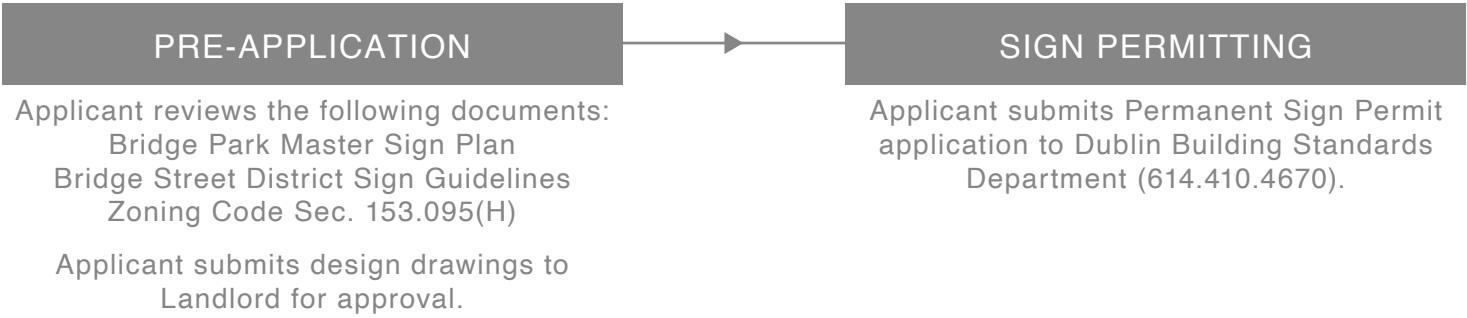 PRE-APPLICATION
Applicant reviews the following documents:
Bridge Park Master Sign Plan
Bridge Street District Sign Guidelines
Zoning Code Sec. 153.095(H)
Applicant submits design drawings to
Landlord for approval.
SIGN PERMITTING
Applicant submits Permanent Sign Permit
application to Dublin Building Standards
Department (614.410.4670).